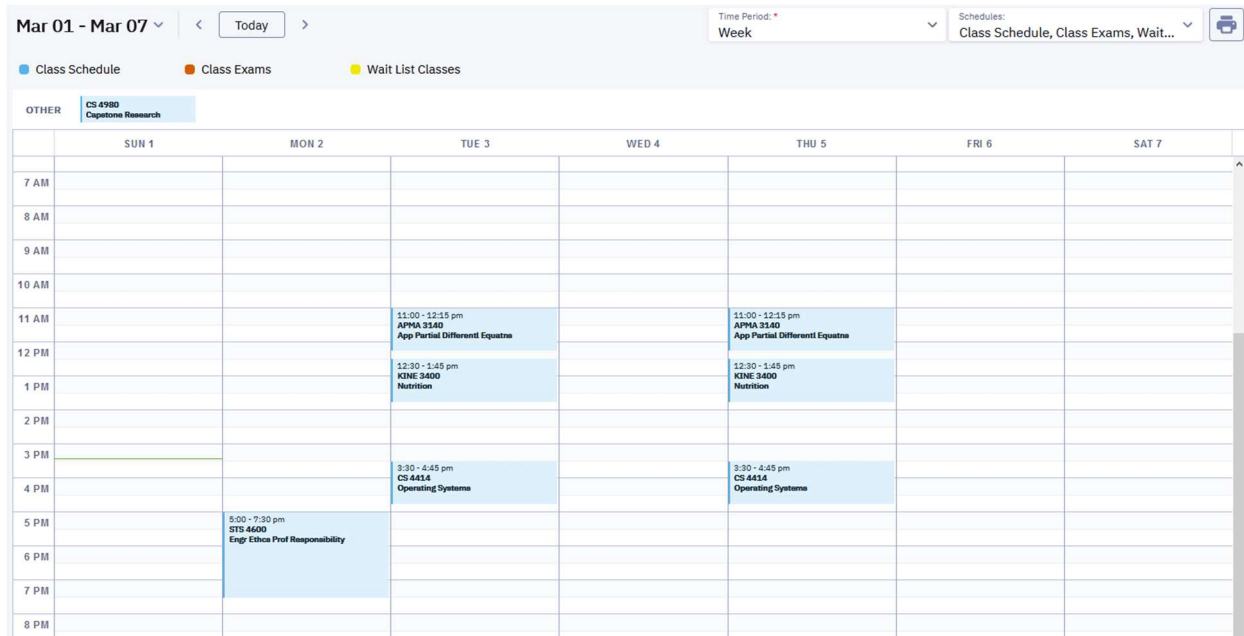 Mar 01 - Mar 07
Today
Time Period: *
Week
Schedules:
Class Schedule, Class Exams, Wait...
Class Schedule
Class Exams
Wait List Classes
OTHER
CS 4980
Capstone Research
SUN 1
MON 2
TUE 3
WED 4
THU 5
FRI 6
SAT 7
7 AM
8 AM
9 AM
10 AM
11 AM
11:00 - 12:15 pm
APMA 3140
App Partial Differentl Equatns
11:00 - 12:15 pm
APMA 3140
App Partial Differentl Equatns
12 PM
12:30 - 1:45 pm
KINE 3400
Nutrition
12:30 - 1:45 pm
KINE 3400
Nutrition
1 PM
2 PM
3 PM
3:30 - 4:45 pm
CS 4414
Operating Systems
3:30 - 4:45 pm
CS 4414
Operating Systems
4 PM
5 PM
5:00 - 7:30 pm
STS 4600
Engr Ethcs Prof Responsibility
6 PM
7 PM
8 PM